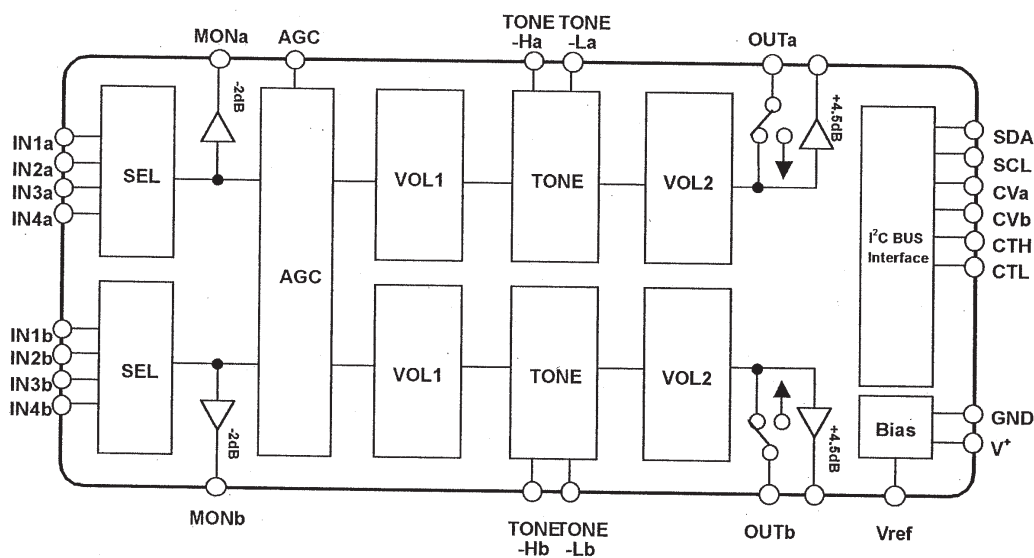 MONa
AGC
TONE
-Ha
TONE
-La
OUTa
-2dB
+4.5dB
IN1a
IN2a
IN3a
IN4a
SEL
VOL1
TONE
VOL2
SDA
SCL
CVa
CVb
CTH
CTL
I²C BUS
Interface
AGC
IN1b
IN2b
IN3b
IN4b
SEL
VOL1
TONE
VOL2
-2dB
+4.5dB
Bias
GND
V⁺
MONb
TONE
-Hb
TONE
-Lb
OUTb
Vref